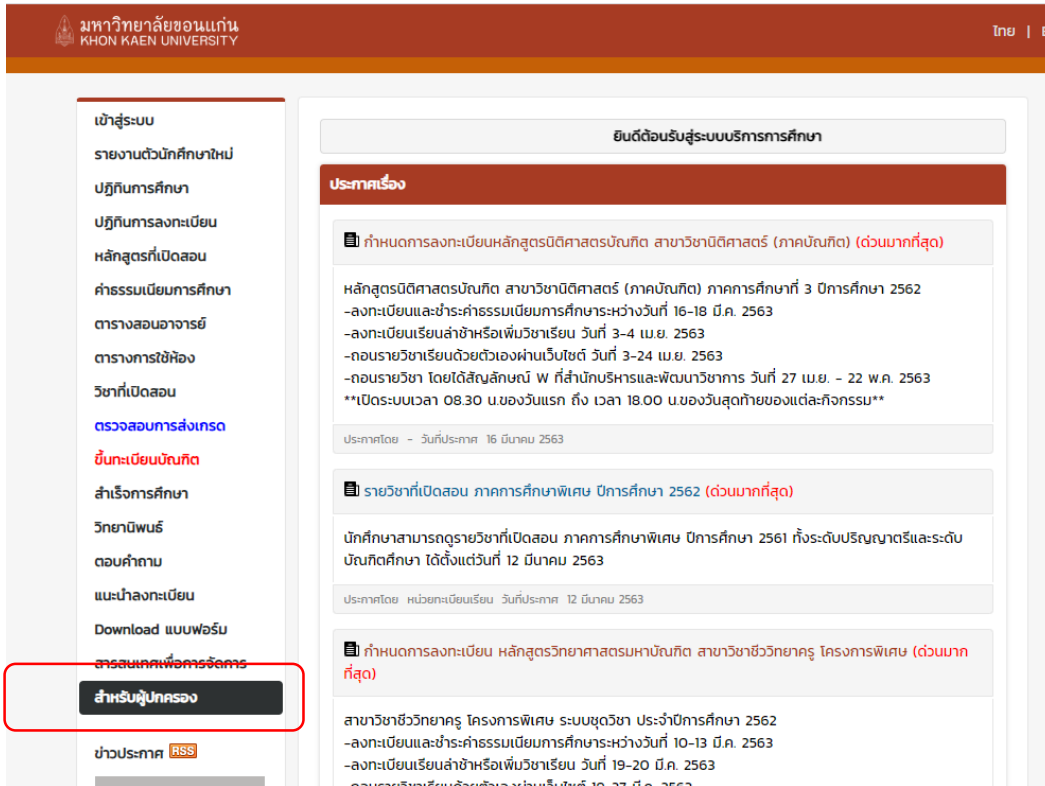 มหาวิทยาลัยขอนแก่น
KHON KAEN UNIVERSITY
ไทย |
เข้าสู่ระบบ
รายงานตัวนักศึกษาใหม่
ปฏิทินการศึกษา
ปฏิทินการลงทะเบียน
หลักสูตรที่เปิดสอน
ค่าธรรมเนียมการศึกษา
ตารางสอนอาจารย์
ตารางการใช้ห้อง
วิชาที่เปิดสอน
ตรวจสอบการส่งเกรด
ขึ้นทะเบียนบัณฑิต
สำเร็จการศึกษา
วิทยานิพนธ์
ตอบคำถาม
แนะนำลงทะเบียน
Download แบบฟอร์ม
สารสนเทศเพื่อการจัดการ
สำหรับผู้ปกครอง
ข่าวประกาศ RSS
ยินดีต้อนรับสู่ระบบบริการการศึกษา
ประกาศเรื่อง
กำหนดการลงทะเบียนหลักสูตรนิติศาสตรบัณฑิต สาขาวิชานิติศาสตร์ (ภาคบัณฑิต) (ด่วนมากที่สุด)
หลักสูตรนิติศาสตรบัณฑิต สาขาวิชานิติศาสตร์ (ภาคบัณฑิต) ภาคการศึกษาที่ 3 ปีการศึกษา 2562
-ลงทะเบียนและชำระค่าธรรมเนียมการศึกษาระหว่างวันที่ 16-18 มี.ค. 2563
-ลงทะเบียนเรียนล่าช้าหรือเพิ่มวิชาเรียน วันที่ 3-4 เม.ย. 2563
-ถอนรายวิชาเรียนด้วยตัวเองผ่านเว็บไซต์ วันที่ 3-24 เม.ย. 2563
-ถอนรายวิชา โดยได้สัญลักษณ์ W ที่สำนักบริหารและพัฒนาวิชาการ วันที่ 27 เม.ย. - 22 พ.ค. 2563
**เปิดระบบเวลา 08.30 น.ของวันแรก ถึง เวลา 18.00 น.ของวันสุดท้ายของแต่ละกิจกรรม**
ประกาศโดย - วันที่ประกาศ 16 มีนาคม 2563
รายวิชาที่เปิดสอน ภาคการศึกษาพิเศษ ปีการศึกษา 2562 (ด่วนมากที่สุด)
นักศึกษาสามารถดูรายวิชาที่เปิดสอน ภาคการศึกษาพิเศษ ปีการศึกษา 2561 ทั้งระดับปริญญาตรีและระดับ
บัณฑิตศึกษา ได้ตั้งแต่วันที่ 12 มีนาคม 2563
ประกาศโดย หน่วยทะเบียนเรียน วันที่ประกาศ 12 มีนาคม 2563
กำหนดการลงทะเบียน หลักสูตรวิทยาศาสตรมหาบัณฑิต สาขาวิชาชีววิทยาครู โครงการพิเศษ (ด่วนมาก
ที่สุด)
สาขาวิชาชีววิทยาครู โครงการพิเศษ ระบบชุดวิชา ประจำปีการศึกษา 2562
-ลงทะเบียนและชำระค่าธรรมเนียมการศึกษาระหว่างวันที่ 10-13 มี.ค. 2563
-ลงทะเบียนเรียนล่าช้าหรือเพิ่มวิชาเรียน วันที่ 19-20 มี.ค. 2563
-ถอนรายวิชาเรียนด้วยตัวเองผ่านเว็บไซต์ 19-27 มี.ค. 2563